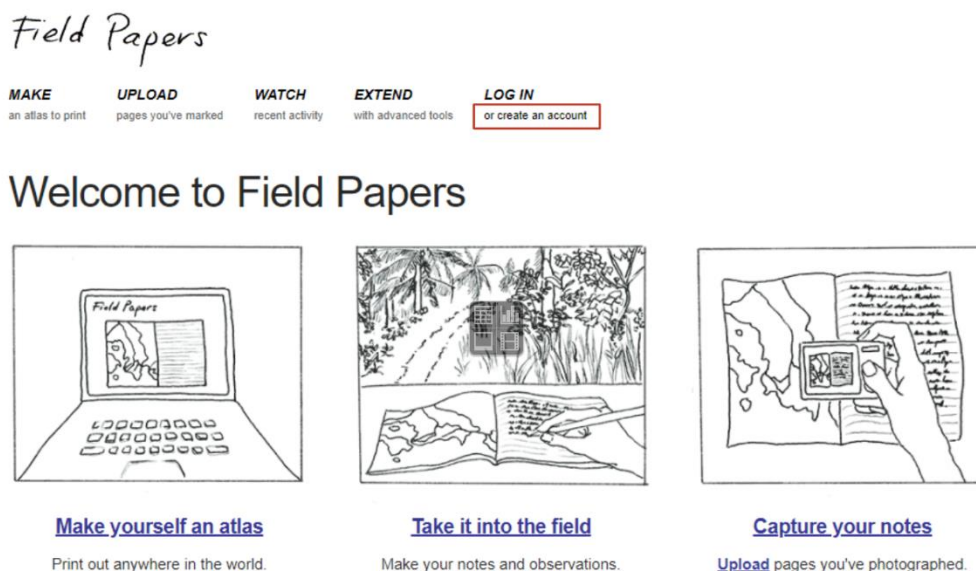 Field Papers
MAKE UPLOAD WATCH EXTEND LOG IN
an atlas to print pages you've marked recent activity with advanced tools or create an account
Welcome to Field Papers
Field Papers
Make yourself an atlas Take it into the field Capture your notes
Print out anywhere in the world. Make your notes and observations. Upload pages you've photographed.